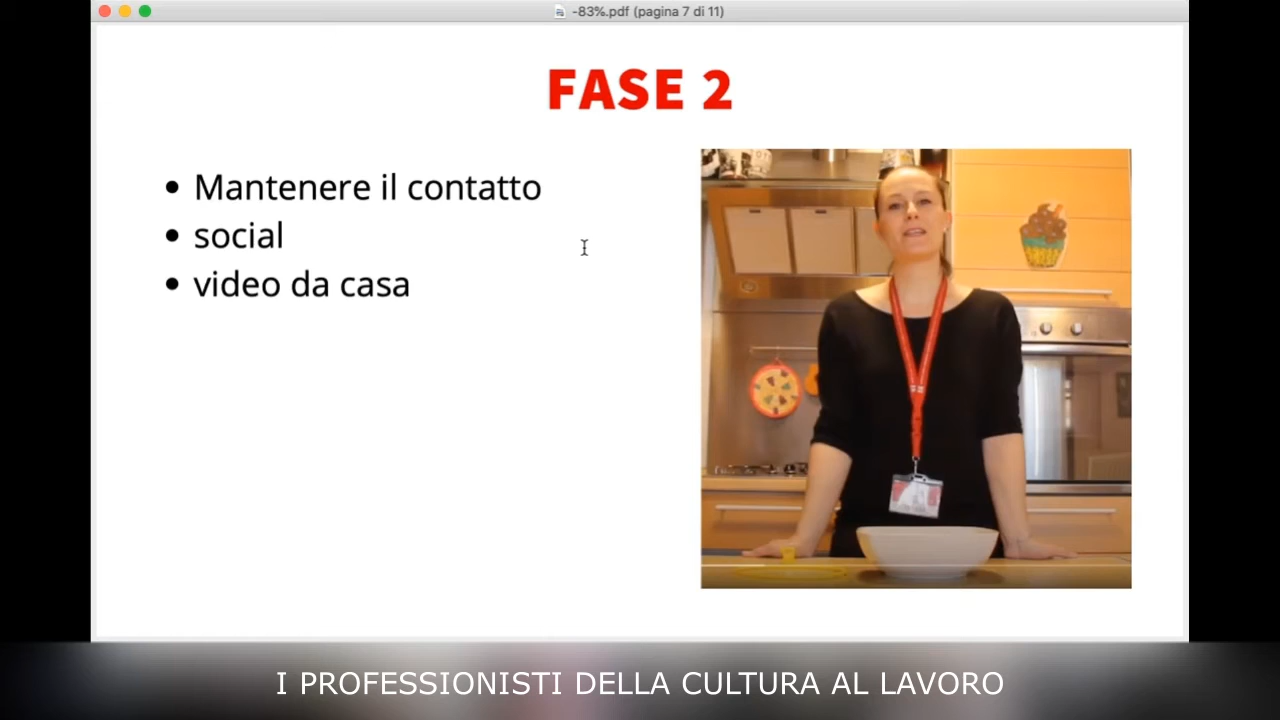 -83%.pdf (pagina 7 di 11)
FASE 2
• Mantenere il contatto
• social
• video da casa
I PROFESSIONISTI DELLA CULTURA AL LAVORO